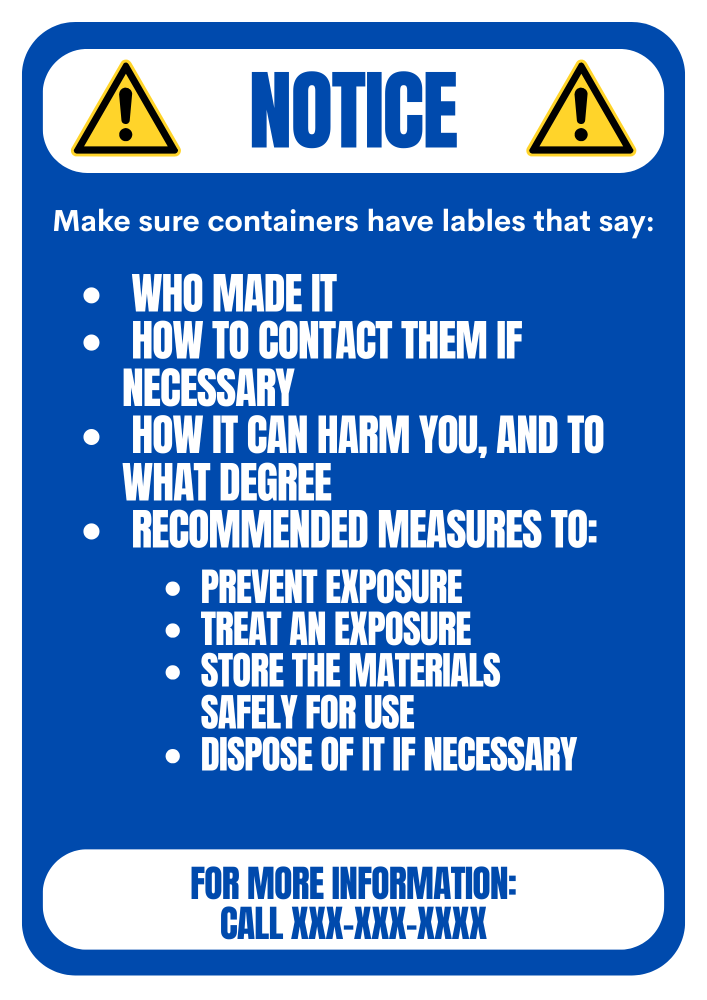 NOTICE
Make sure containers have lables that say:
• WHO MADE IT
• HOW TO CONTACT THEM IF
NECESSARY
• HOW IT CAN HARM YOU, AND TO
WHAT DEGREE
• RECOMMENDED MEASURES TO:
• PREVENT EXPOSURE
• TREAT AN EXPOSURE
• STORE THE MATERIALS
SAFELY FOR USE
• DISPOSE OF IT IF NECESSARY
FOR MORE INFORMATION:
CALL XXX-XXX-XXXX